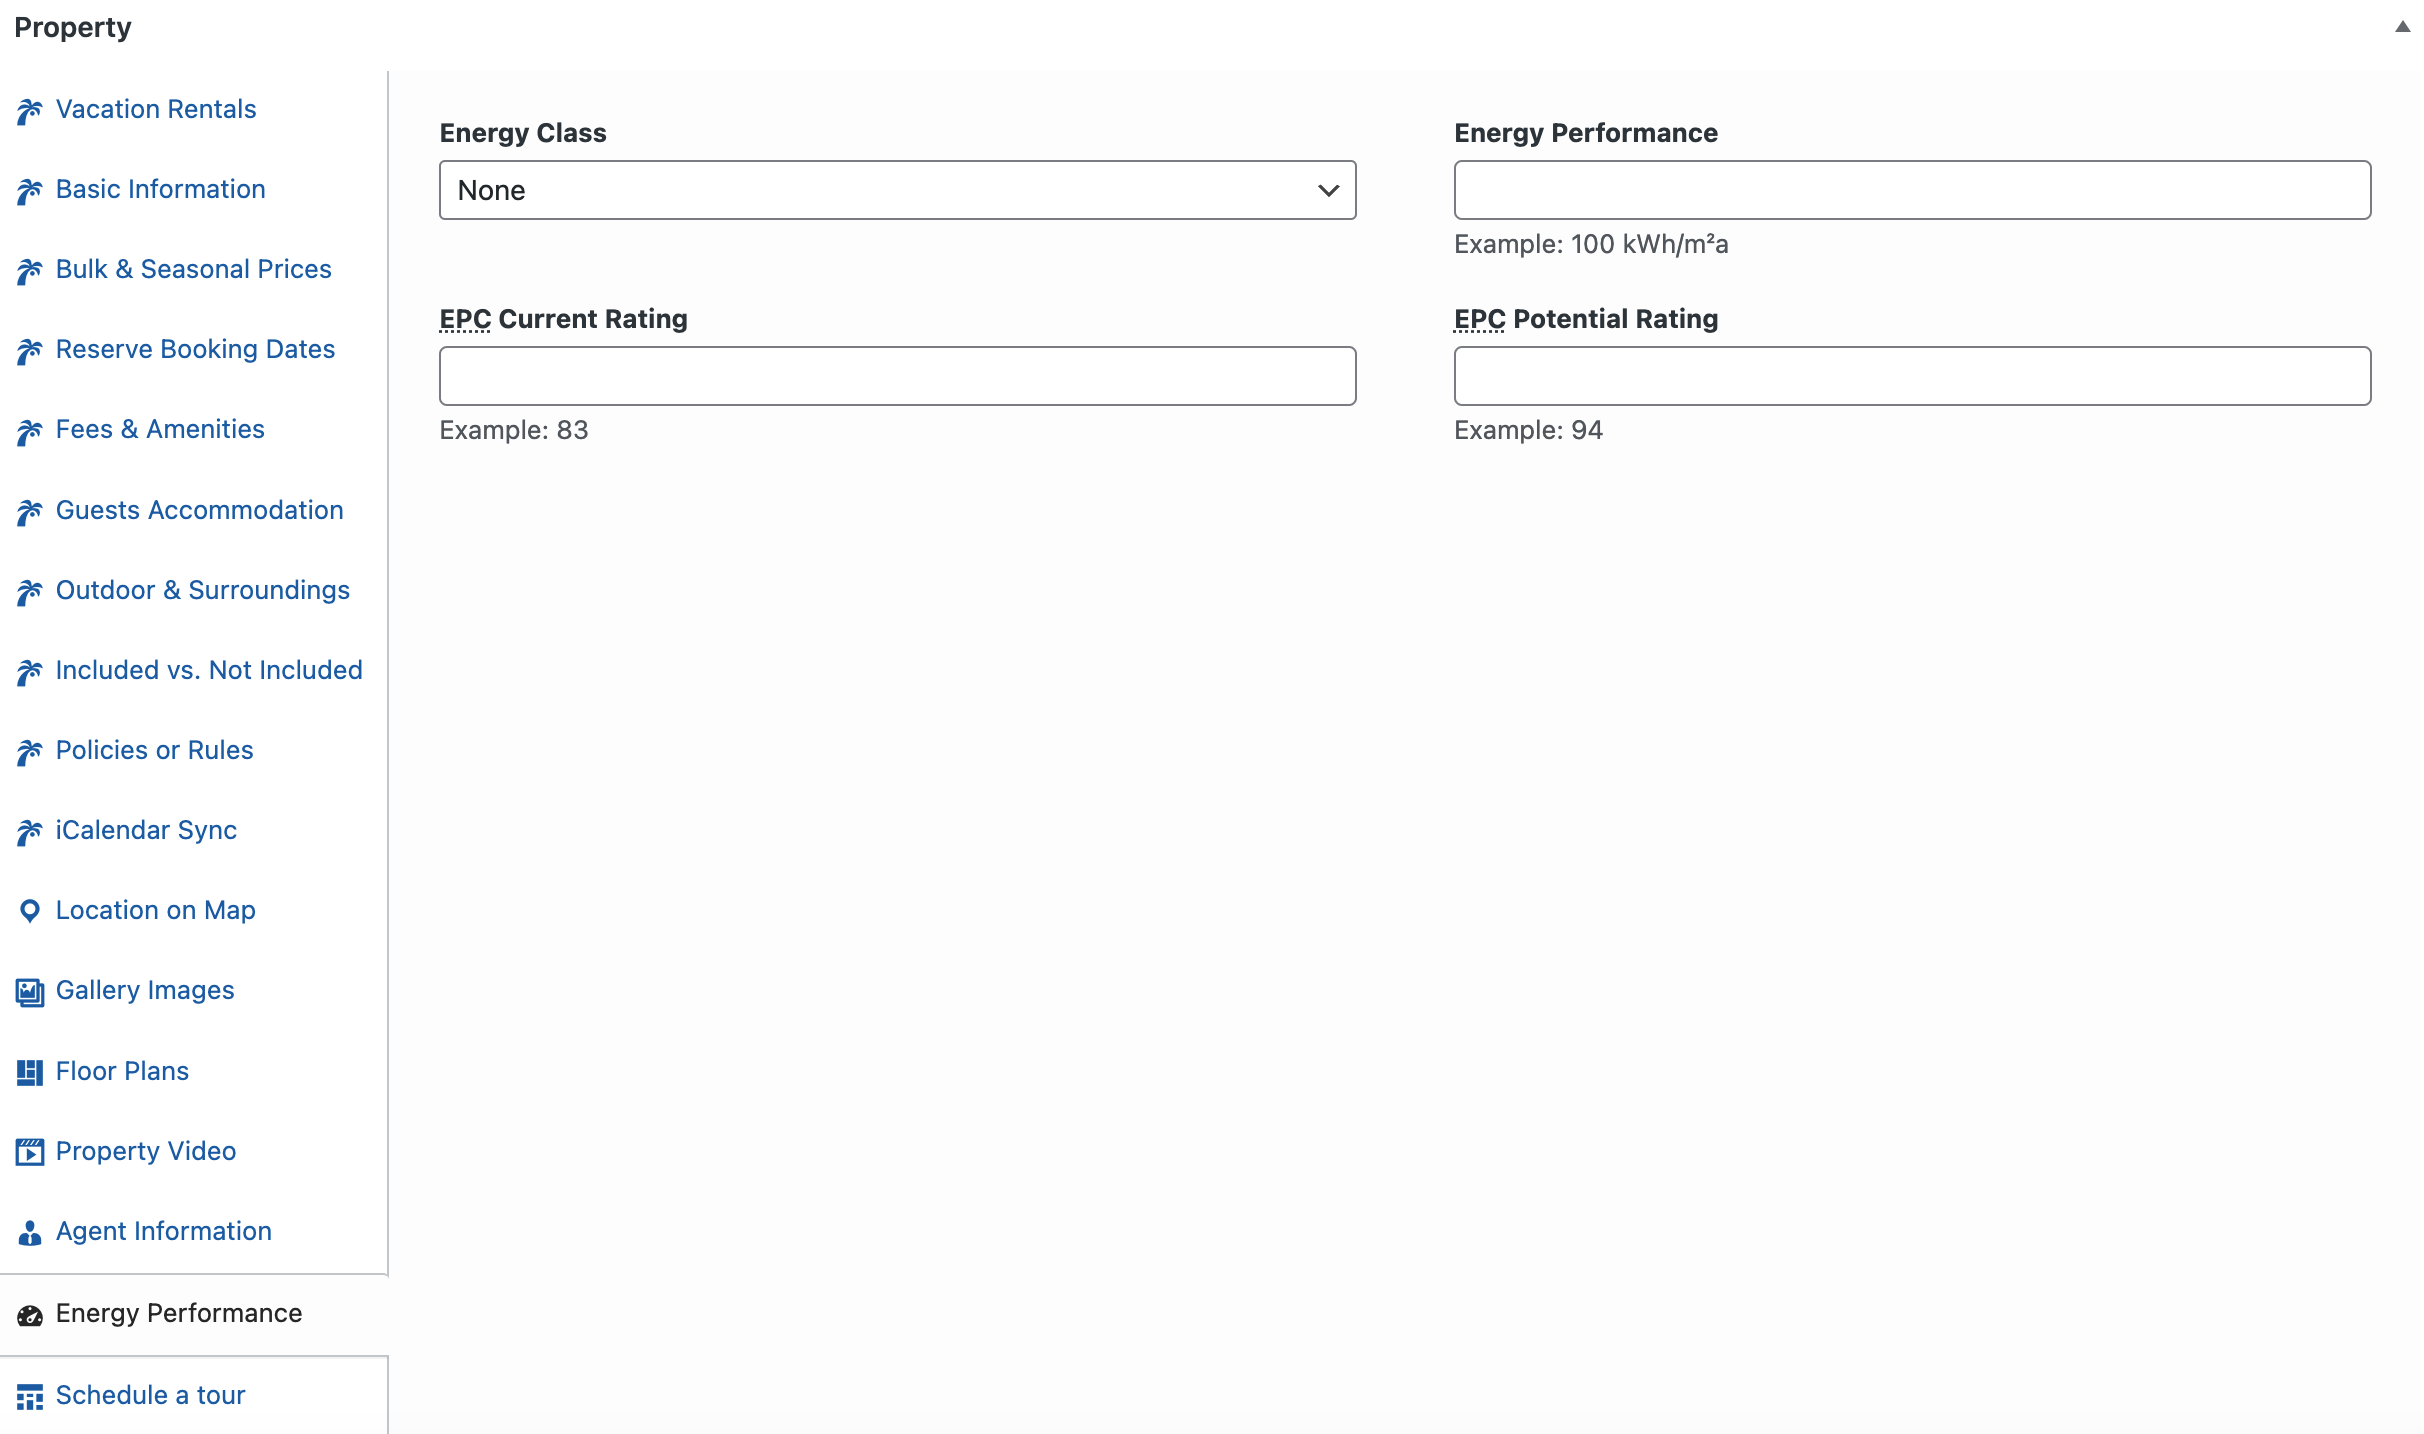 Property
Vacation Rentals
Basic Information
Bulk & Seasonal Prices
Reserve Booking Dates
Fees & Amenities
Guests Accommodation
Outdoor & Surroundings
Included vs. Not Included
Policies or Rules
iCalendar Sync
Location on Map
Gallery Images
Floor Plans
Property Video
Agent Information
Energy Performance
Schedule a tour
Energy Class
None
Energy Performance
Example: 100 kWh/m²a
EPC Current Rating
Example: 83
EPC Potential Rating
Example: 94